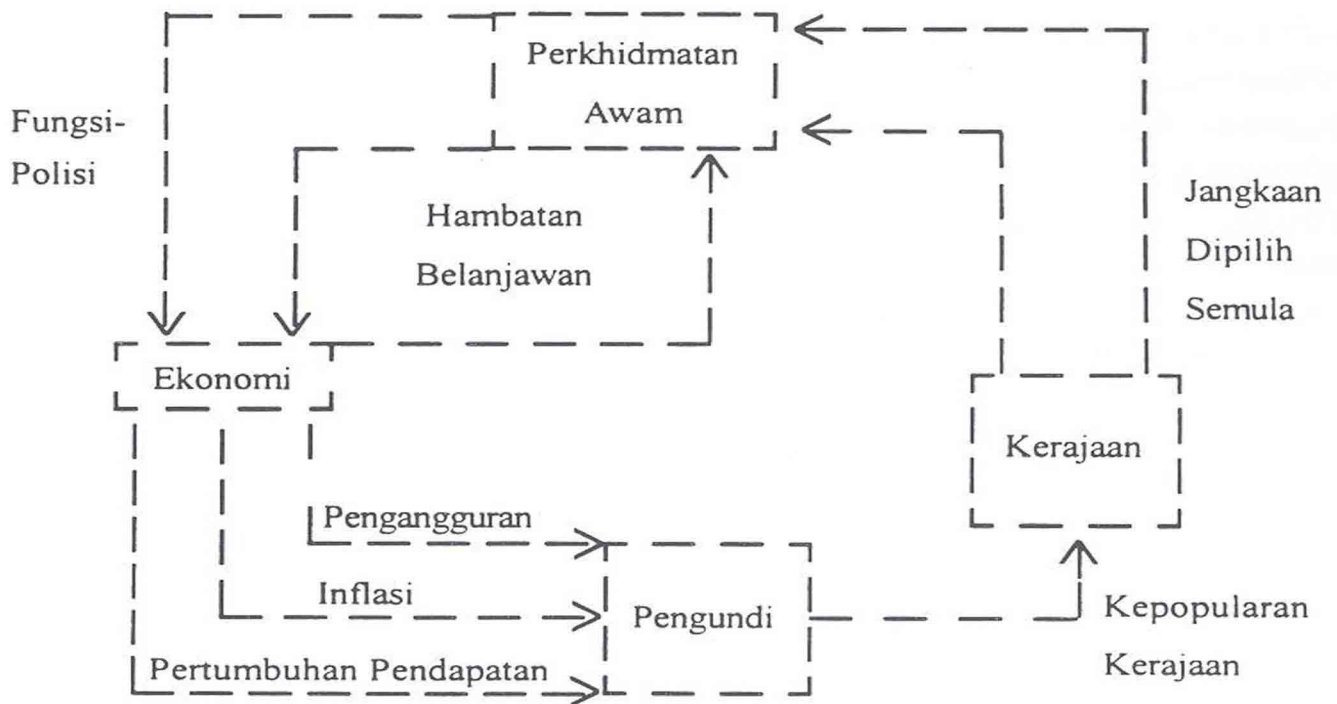 Perkhidmatan
Awam
Fungsi-
Polisi
Hambatan
Belanjawan
Jangkaan
Dipilih
Semula
Ekonomi
Kerajaan
Pengangguran
Inflasi
Pengundi
Pertumbuhan Pendapatan
Kepopularan
Kerajaan